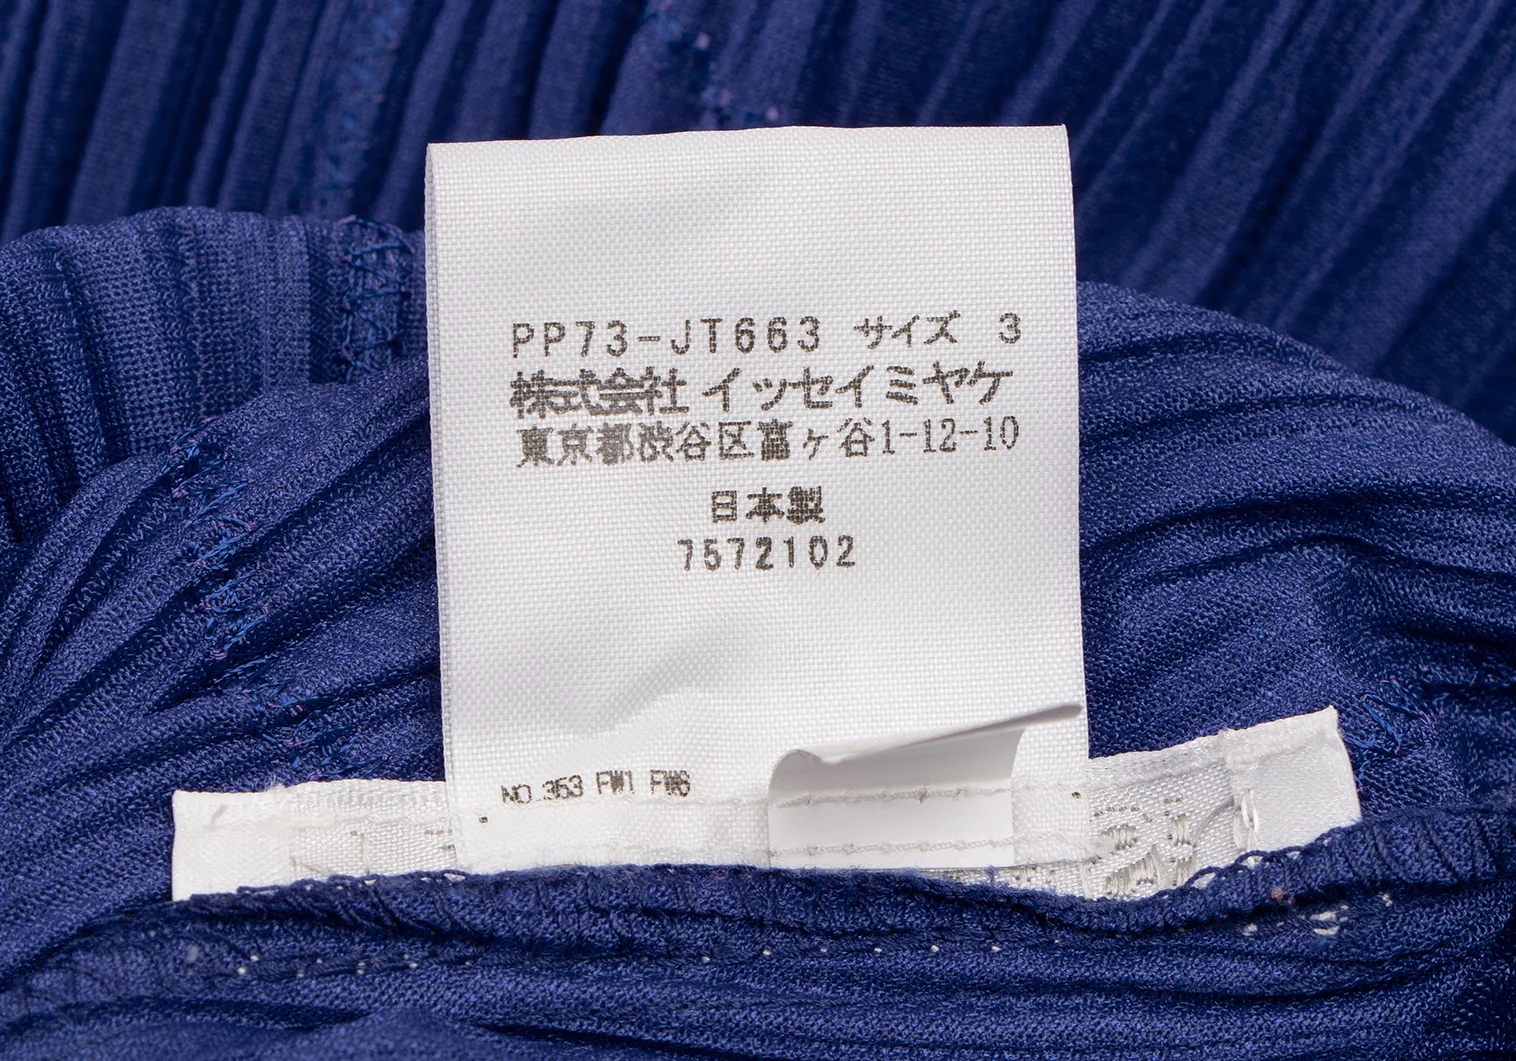 PP73-JT663 サイズ 3
株式会社 イッセイミヤケ
東京都渋谷区富ヶ谷1-12-10
日本製
7572102
NO.353 FW1 FW6